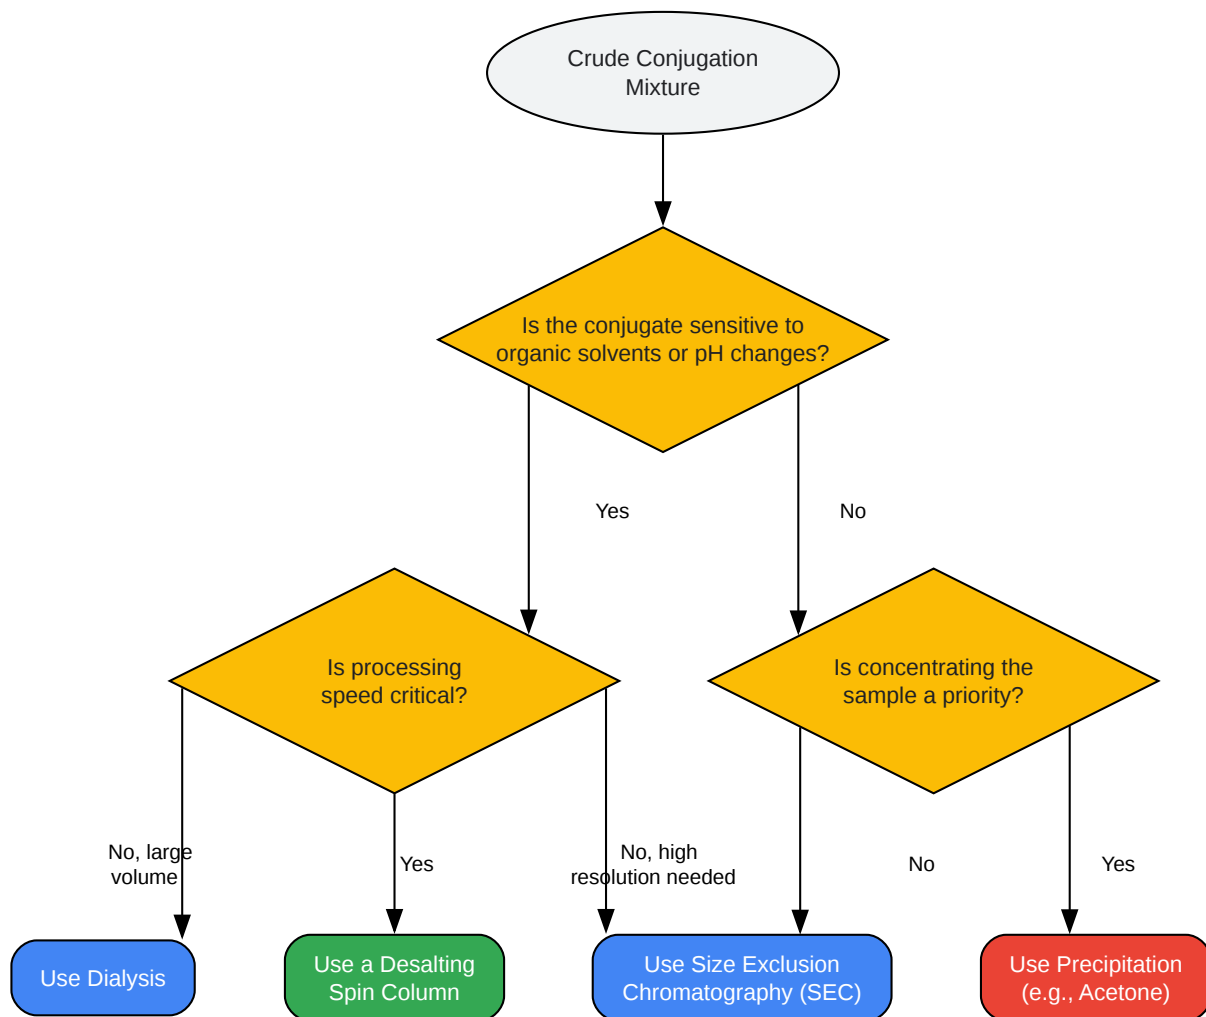 Crude Conjugation
Mixture
Is the conjugate sensitive to
organic solvents or pH changes?
Yes
No
Is processing
speed critical?
Is concentrating the
sample a priority?
No, large
volume
Yes
No, high
resolution needed
No
Yes
Use Dialysis
Use a Desalting
Spin Column
Use Size Exclusion
Chromatography (SEC)
Use Precipitation
(e.g., Acetone)